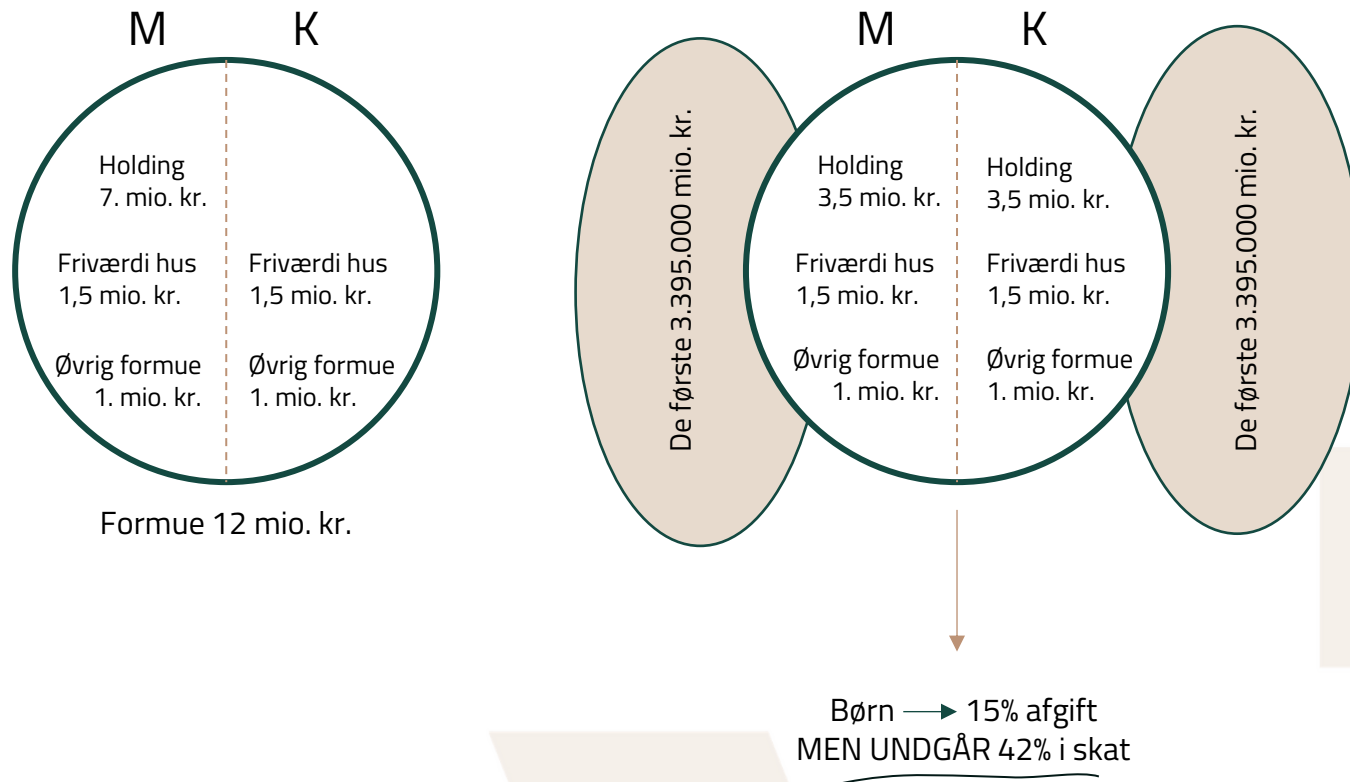 M K
Holding
7. mio. kr.
Friværdi hus
1,5 mio. kr.
Friværdi hus
1,5 mio. kr.
Øvrig formue
1. mio. kr.
Øvrig formue
1. mio. kr.
Formue 12 mio. kr.
M K
De første 3.395.000 mio. kr.
Holding
3,5 mio. kr.
Holding
3,5 mio. kr.
Friværdi hus
1,5 mio. kr.
Friværdi hus
1,5 mio. kr.
Øvrig formue
1. mio. kr.
Øvrig formue
1. mio. kr.
De første 3.395.000 mio. kr.
Børn 15% afgift
MEN UNDGÅR 42% i skat